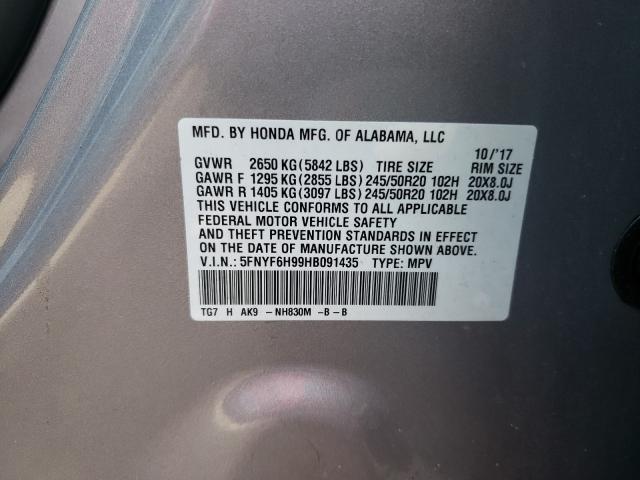 MFD. BY HONDA MFG. OF ALABAMA, LLC
10/'17
GVWR 2650 KG (5842 LBS) TIRE SIZE RIM SIZE
GAWR F 1295 KG (2855 LBS) 245/50R20 102H 20X8.0J
GAWR R 1405 KG (3097 LBS) 245/50R20 102H 20X8.0J
THIS VEHICLE CONFORMS TO ALL APPLICABLE
FEDERAL MOTOR VEHICLE SAFETY
AND THEFT PREVENTION STANDARDS IN EFFECT
ON THE DATE OF MANUFACTURE SHOWN ABOVE.
V.I.N.: 5FNYF6H99HB091435 TYPE: MPV
TG7 H AK9 -NH830M -B-B